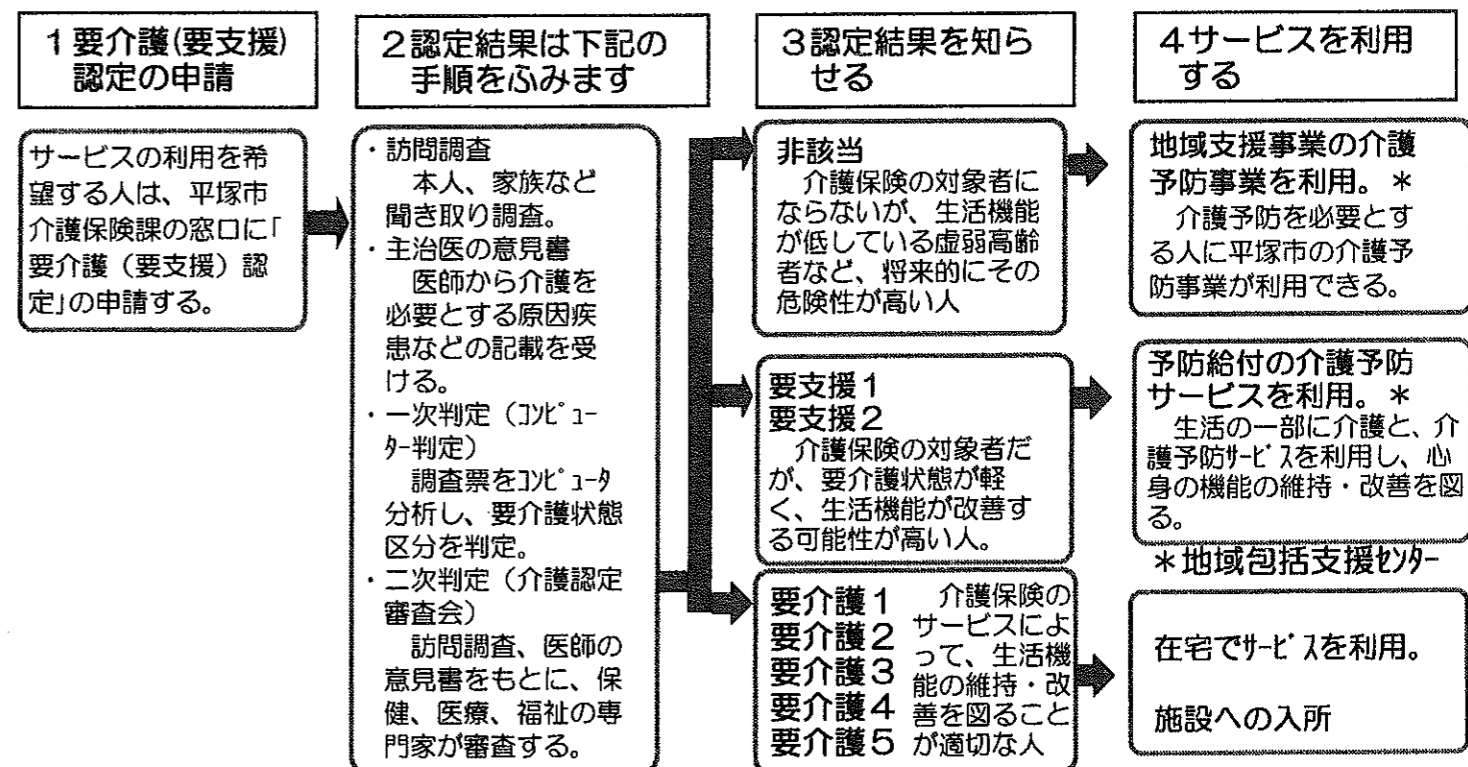 1要介護(要支援)
認定の申請
サービスの利用を希
望する人は、平塚市
介護保険課の窓口に「
要介護（要支援）認
定」の申請する。
2認定結果は下記の
手順をふみます
・訪問調査
本人、家族など
聞き取り調査。
・主治医の意見書
医師から介護を
必要とする原因疾
患などの記載を受
ける。
・一次判定（ｺﾝﾋﾟｭｰ
ﾀｰ判定）
調査票をｺﾝﾋﾟｭｰﾀ
分析し、要介護状態
区分を判定。
・二次判定（介護認定
審査会）
訪問調査、医師の
意見書をもとに、保
健、医療、福祉の専
門家が審査する。
3認定結果を知ら
せる
非該当
介護保険の対象者に
ならないが、生活機能
が低している虚弱高齢
者など、将来的にその
危険性が高い人
要支援1
要支援2
介護保険の対象者だ
が、要介護状態が軽
く、生活機能が改善す
る可能性が高い人。
要介護1
要介護2
要介護3
要介護4
要介護5
介護保険の
サービスによ
って、生活機
能の維持・改
善を図ること
が適切な人
4サービスを利用
する
地域支援事業の介護
予防事業を利用。＊
介護予防を必要とす
る人に平塚市の介護予
防事業が利用できる。
予防給付の介護予防
サービスを利用。＊
生活の一部に介護と、介
護予防ｻｰﾋﾞｽを利用し、心
身の機能の維持・改善を図
る。
＊地域包括支援ｾﾝﾀｰ
在宅でｻｰﾋﾞｽを利用。
施設への入所